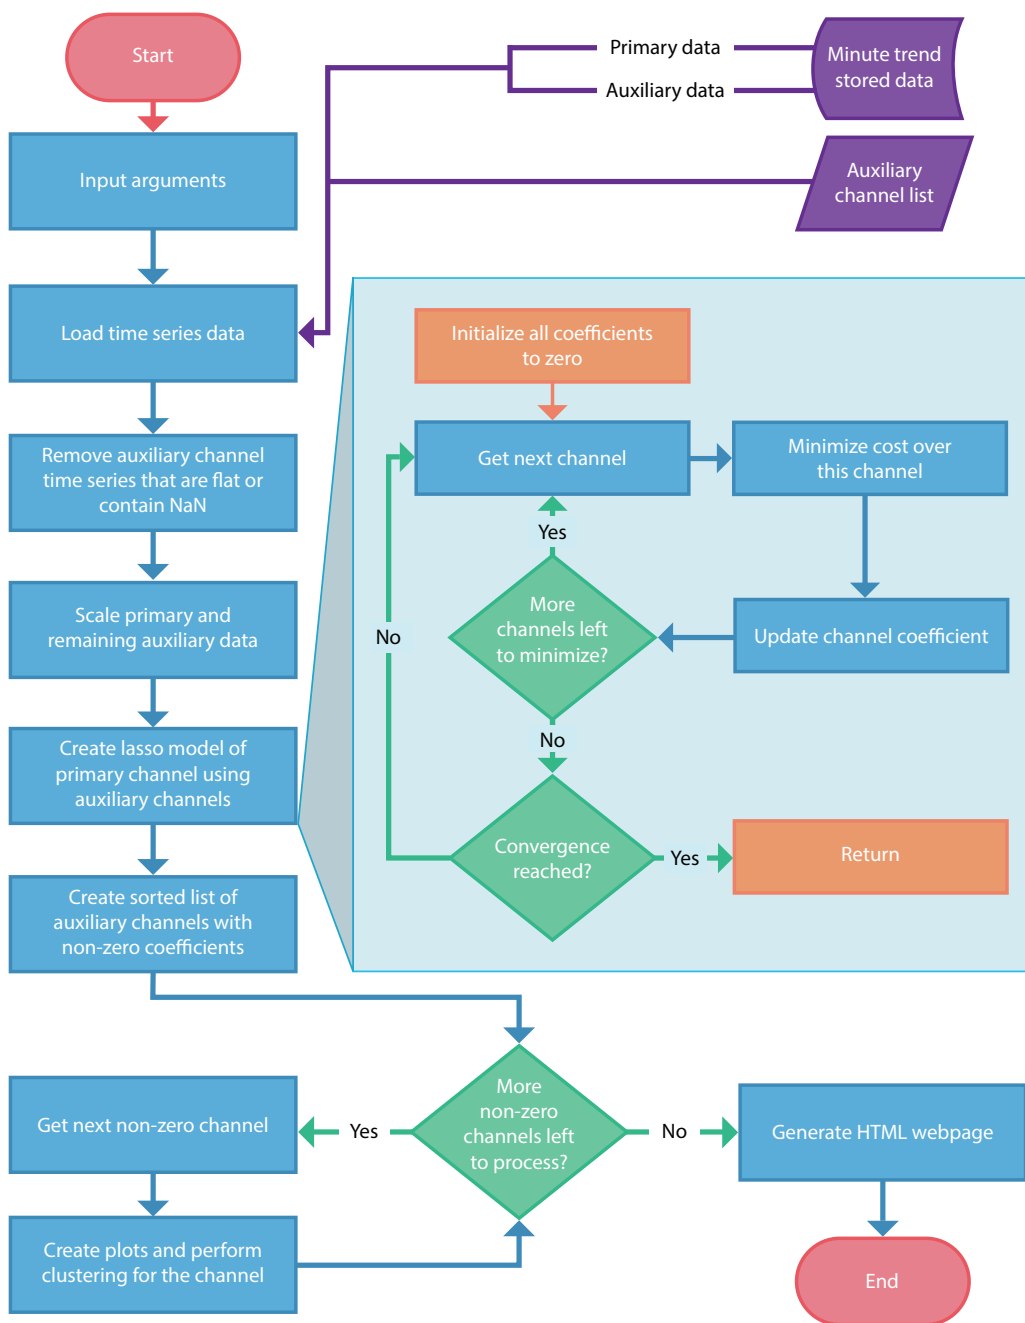 Start
Primary data
Auxiliary data
Minute trend
stored data
Input arguments
Auxiliary
channel list
Load time series data
Initialize all coefficients
to zero
Remove auxiliary channel
time series that are flat or
contain NaN
Get next channel
Minimize cost over
this channel
Yes
Scale primary and
remaining auxiliary data
No
More
channels left
to minimize?
Update channel coefficient
No
Create lasso model of
primary channel using
auxiliary channels
Convergence
reached?
Yes
Return
Create sorted list of
auxiliary channels with
non-zero coefficients
Get next non-zero channel
Yes
More
non-zero
channels left
to process?
No
Generate HTML webpage
Create plots and perform
clustering for the channel
End